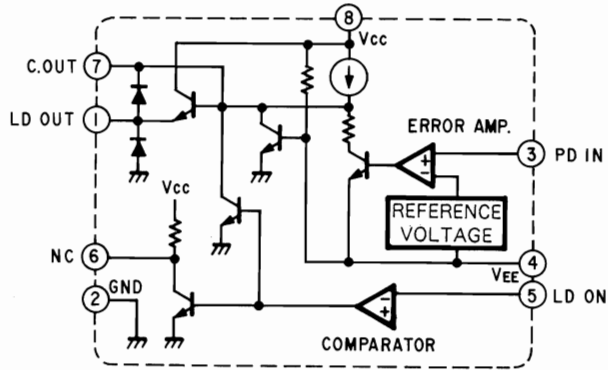 8
Vcc
7
C.OUT
1
LD OUT
ERROR AMP.
+
−
3
PD IN
REFERENCE
VOLTAGE
Vcc
6
NC
4
VEE
2
GND
5
LD ON
−
+
COMPARATOR